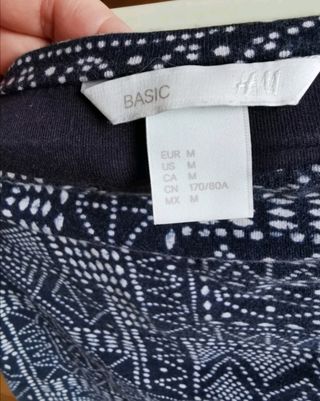 BASIC H&M
EUR M
US M
CA M
CN 170/80A
MX M